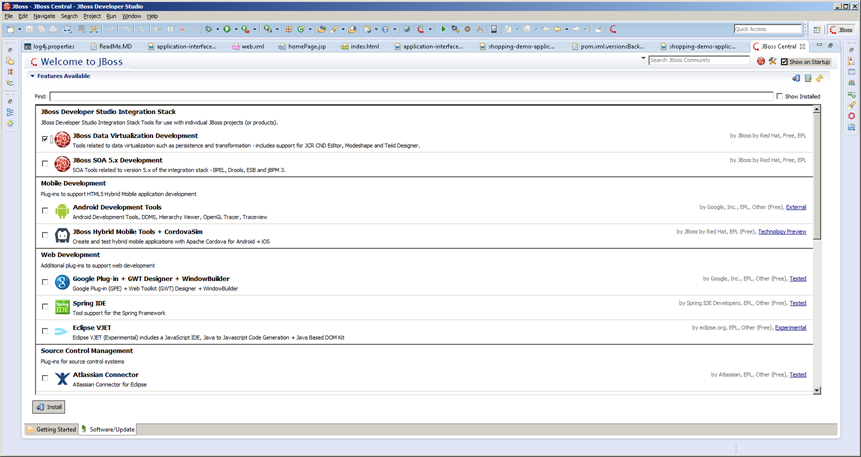 JBoss - JBoss Central - JBoss Developer Studio
File Edit Navigate Search Project Run Window Help
Quick Access
JBoss
log4j.properties ReadMe.MD application-interface... web.xml homePage.jsp index.html application-interface... shopping-demo-applic... pom.xml.versionsBack... shopping-demo-applic... JBoss Central
Welcome to JBoss
Search JBoss Community
Show on Startup
Features Available
Find:
Show Installed
JBoss Developer Studio Integration Stack
JBoss Developer Studio Integration Stack Tools for use with individual JBoss projects (or products).
JBoss Data Virtualization Development
by JBoss by Red Hat, Free, EPL
Tools related to data virtualization such as persistence and transformation - includes support for JCR CND Editor, Modeshape and Teiid Designer.
JBoss SOA 5.x Development
by JBoss by Red Hat, Free, EPL
SOA Tools related to version 5.x of the integration stack - BPEL, Drools, ESB and jBPM 3.
Mobile Development
Plug-ins to support HTML5 Hybrid Mobile application development
Android Development Tools
by Google, Inc., EPL, Other (Free), External
Android Development Tools, DDMS, Hierarchy Viewer, OpenGL Tracer, Traceview
JBoss Hybrid Mobile Tools + CordovaSim
by JBoss by Red Hat, EPL (Free), Technology Preview
Create and test hybrid mobile applications with Apache Cordova for Android + iOS
Web Development
Additional plug-ins to support web development
Google Plug-in + GWT Designer + WindowBuilder
by Google, Inc., EPL, Other (Free), Tested
Google Plug-in (GPE) + Web Toolkit (GWT) Designer + WindowBuilder
Spring IDE
by Spring IDE Developers, EPL, Other (Free), Tested
Tool support for the Spring Framework
Eclipse VJET
by eclipse.org, EPL, Other (Free), Experimental
Eclipse VJET (Experimental) includes a JavaScript IDE, Java to Javascript Code Generation + Java Based DOM Kit
Source Control Management
Plug-ins for source control systems
Atlassian Connector
by Atlassian, EPL, Other (Free), Tested
Atlassian Connector for Eclipse
Install
Getting Started Software/Update